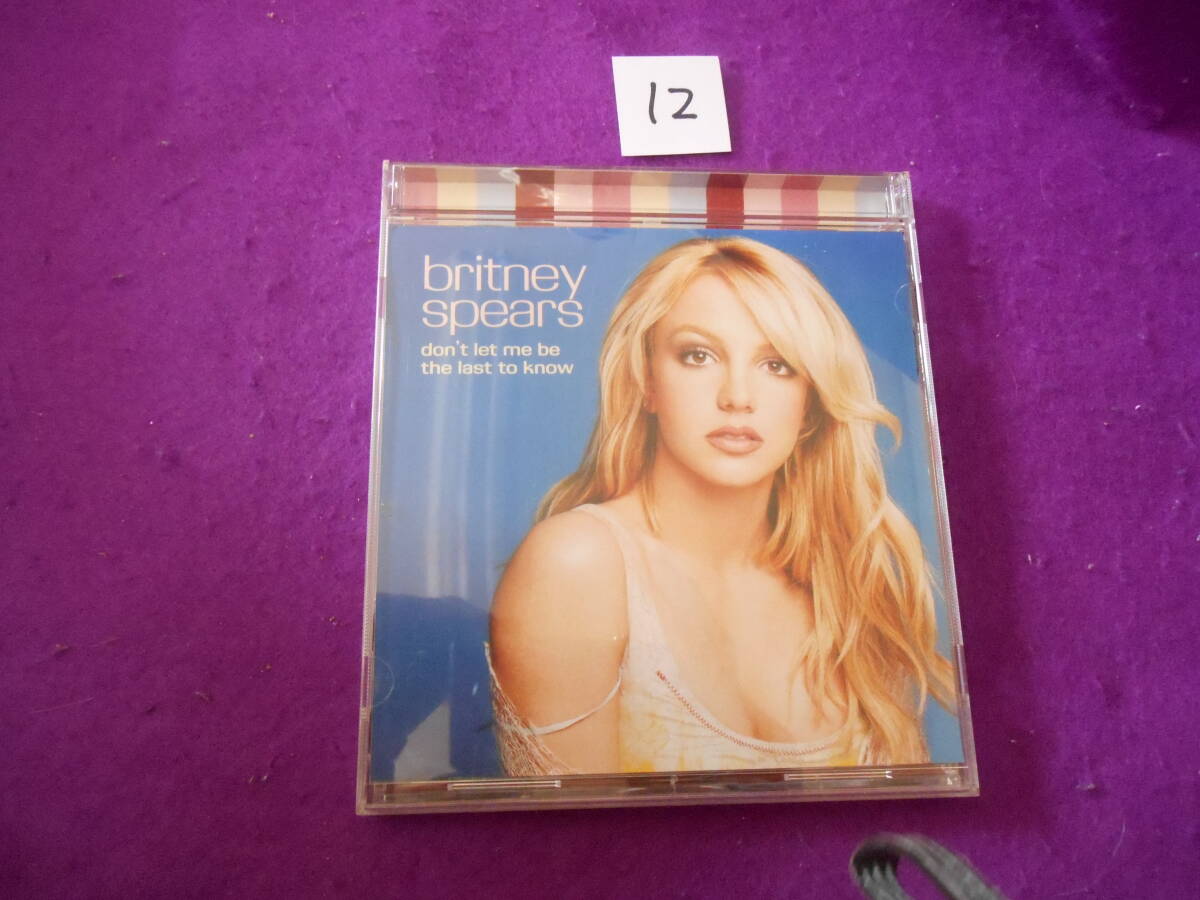 12
britney
spears
don't let me be
the last to know